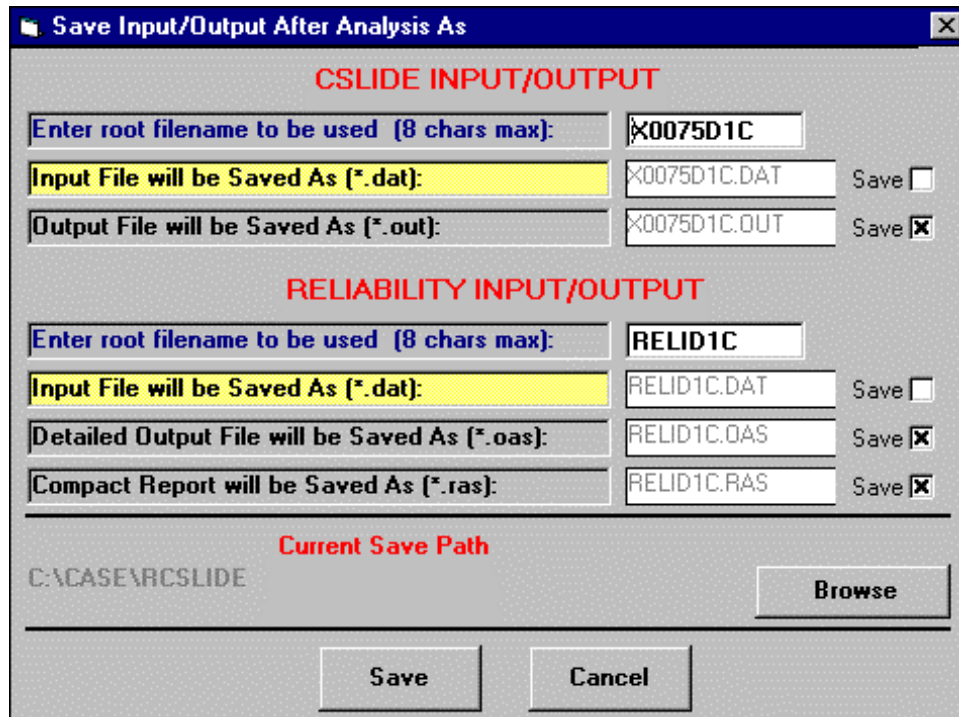 Save Input/Output After Analysis As
CSLIDE INPUT/OUTPUT
Enter root filename to be used (8 chars max): X0075D1C
Input File will be Saved As (*.dat): X0075D1C.DAT Save
Output File will be Saved As (*.out): X0075D1C.OUT Save
RELIABILITY INPUT/OUTPUT
Enter root filename to be used (8 chars max): RELID1C
Input File will be Saved As (*.dat): RELID1C.DAT Save
Detailed Output File will be Saved As (*.oas): RELID1C.OAS Save
Compact Report will be Saved As (*.ras): RELID1C.RAS Save
Current Save Path
C:\CASE\RCSLIDE
Browse
Save Cancel